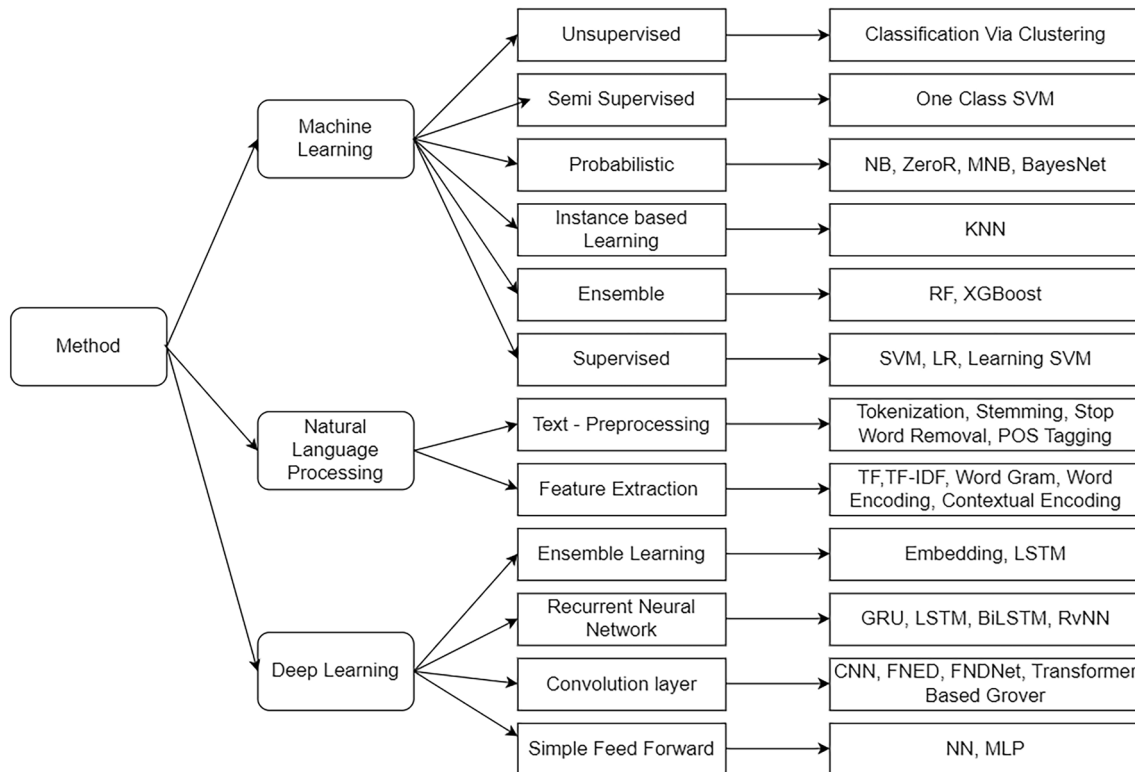 Method
Machine
Learning
Natural
Language
Processing
Deep Learning
Unsupervised
Semi Supervised
Probabilistic
Instance based
Learning
Ensemble
Supervised
Text - Preprocessing
Feature Extraction
Ensemble Learning
Recurrent Neural
Network
Convolution layer
Simple Feed Forward
Classification Via Clustering
One Class SVM
NB, ZeroR, MNB, BayesNet
KNN
RF, XGBoost
SVM, LR, Learning SVM
Tokenization, Stemming, Stop
Word Removal, POS Tagging
TF,TF-IDF, Word Gram, Word
Encoding, Contextual Encoding
Embedding, LSTM
GRU, LSTM, BiLSTM, RvNN
CNN, FNED, FNDNet, Transformer
Based Grover
NN, MLP